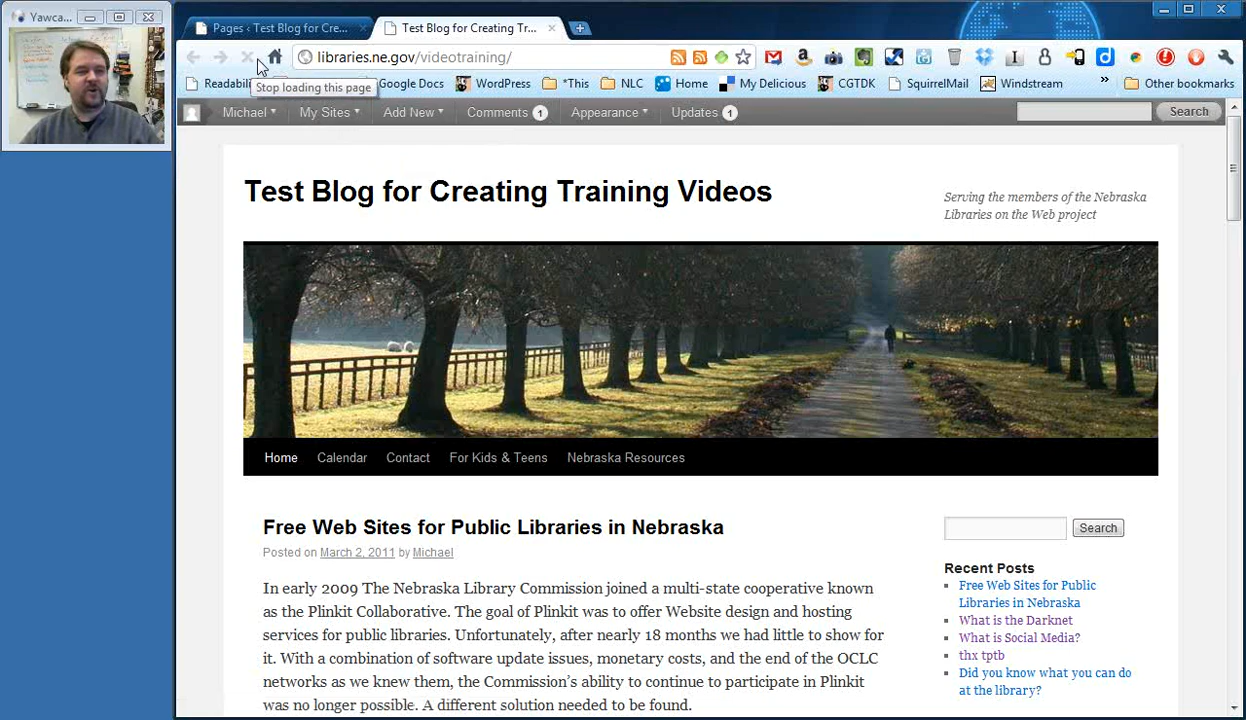 Yawca...
Pages ‹ Test Blog for Cre...
Test Blog for Creating Tr...
libraries.ne.gov/videotraining/
Readabili
Google Docs
WordPress
*This
NLC
Home
My Delicious
CGTDK
SquirrelMail
Windstream
»
Other bookmarks
Stop loading this page
Michael
My Sites
Add New
Comments 1
Appearance
Updates 1
Search
Test Blog for Creating Training Videos
Serving the members of the Nebraska
Libraries on the Web project
Home
Calendar
Contact
For Kids & Teens
Nebraska Resources
Free Web Sites for Public Libraries in Nebraska
Search
Posted on March 2, 2011 by Michael
In early 2009 The Nebraska Library Commission joined a multi-state cooperative known
as the Plinkit Collaborative. The goal of Plinkit was to offer Website design and hosting
services for public libraries. Unfortunately, after nearly 18 months we had little to show for
it. With a combination of software update issues, monetary costs, and the end of the OCLC
networks as we knew them, the Commission's ability to continue to participate in Plinkit
was no longer possible. A different solution needed to be found.
Recent Posts
Free Web Sites for Public
Libraries in Nebraska
What is the Darknet
What is Social Media?
thx tptb
Did you know what you can do
at the library?